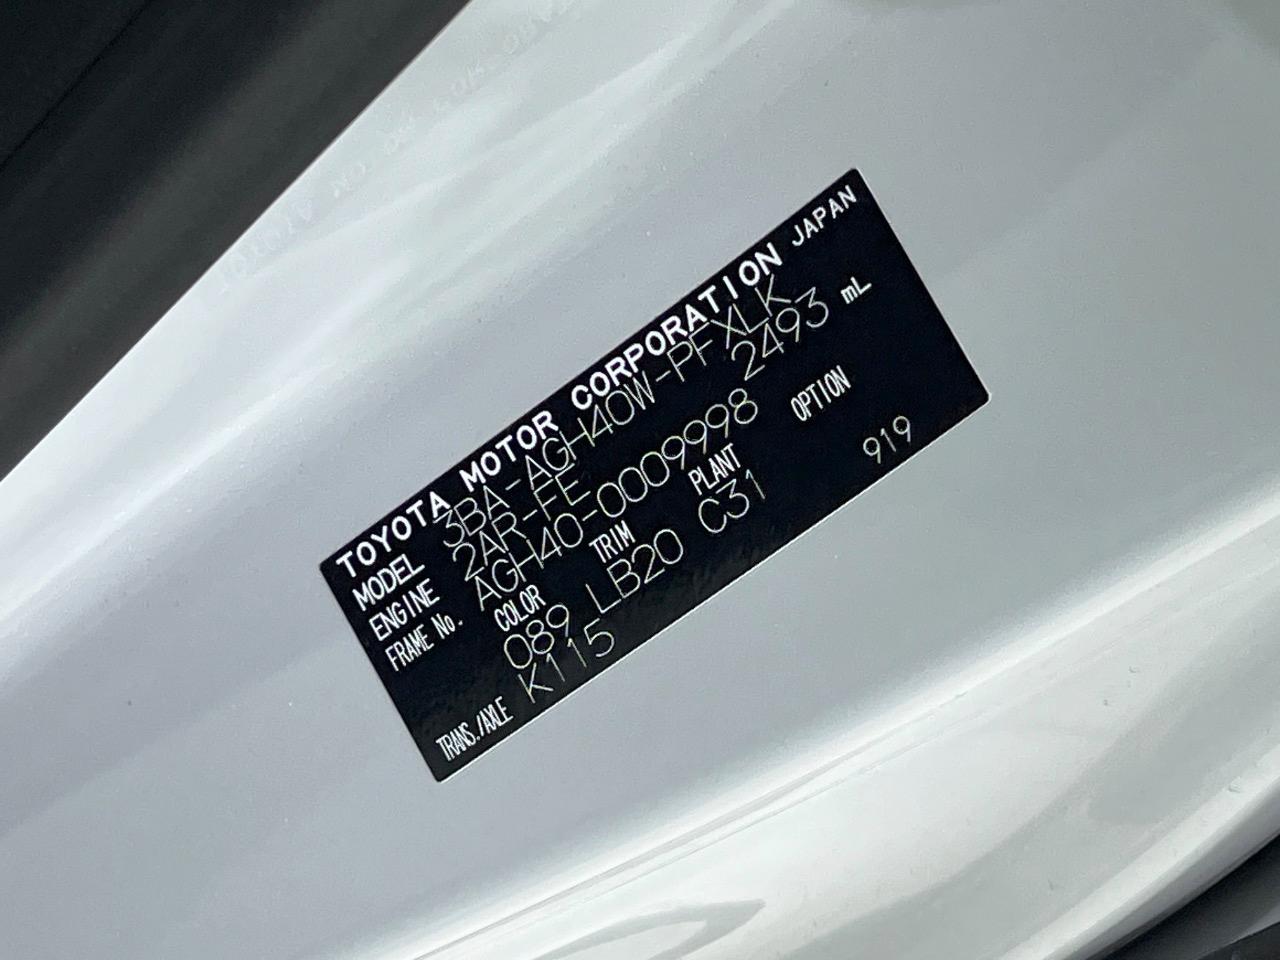 TOYOTA MOTOR CORPORATION JAPAN
MODEL 3BA-AGH40W-PFXLK
ENGINE 2AR-FE 2493 mL
FRAME No. AGH40-0009998
COLOR TRIM PLANT OPTION
089 LB20 C31 919
TRANS./AXLE K115